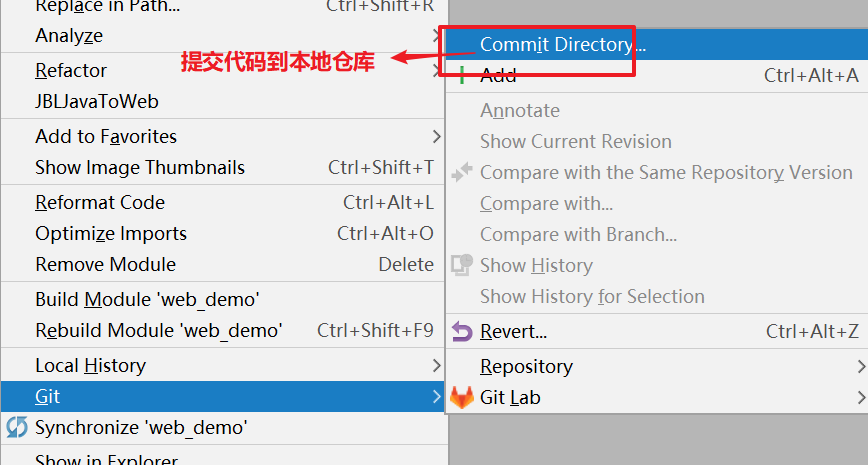 Replace in Path... Ctrl+Shift+R
Analyze
Refactor
JBLJavaToWeb
Add to Favorites
Show Image Thumbnails Ctrl+Shift+T
Reformat Code Ctrl+Alt+L
Optimize Imports Ctrl+Alt+O
Remove Module Delete
Build Module 'web_demo'
Rebuild Module 'web_demo' Ctrl+Shift+F9
Local History
Git
Synchronize 'web_demo'
Show in Explorer
提交代码到本地仓库
Commit Directory...
Add Ctrl+Alt+A
Annotate
Show Current Revision
Compare with the Same Repository Version
Compare with...
Compare with Branch...
Show History
Show History for Selection
Revert... Ctrl+Alt+Z
Repository
Git Lab